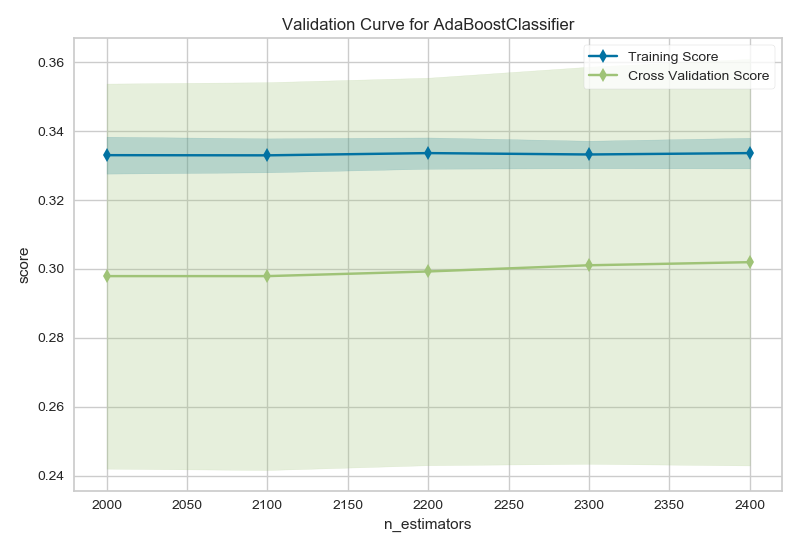 Validation Curve for AdaBoostClassifier
Training Score
Cross Validation Score
score
0.36
0.34
0.32
0.30
0.28
0.26
0.24
2000 2050 2100 2150 2200 2250 2300 2350 2400
n_estimators